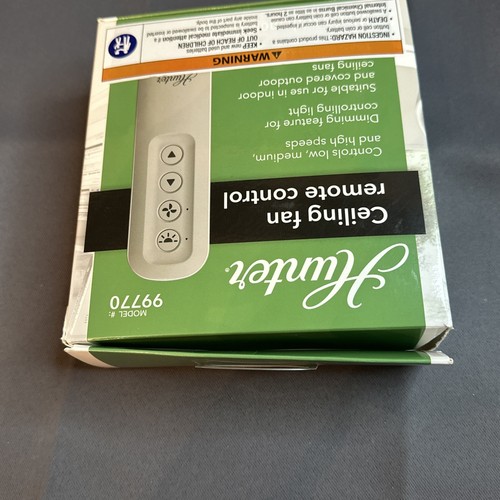 Hunter®
MODEL #:
99770
Ceiling fan
remote control
Controls low, medium,
and high speeds
Dimming feature for
controlling light
Suitable for use in indoor
and covered outdoor
ceiling fans
Hunter
WARNING
• INGESTION HAZARD: This product contains a
button cell or coin battery.
• DEATH or serious injury can occur if ingested.
• A swallowed button cell or coin battery can cause
Internal Chemical Burns in as little as 2 hours.
• KEEP new and used batteries
OUT OF REACH OF CHILDREN
• Seek immediate medical attention if a
battery is suspected to be swallowed or inserted
inside any part of the body.